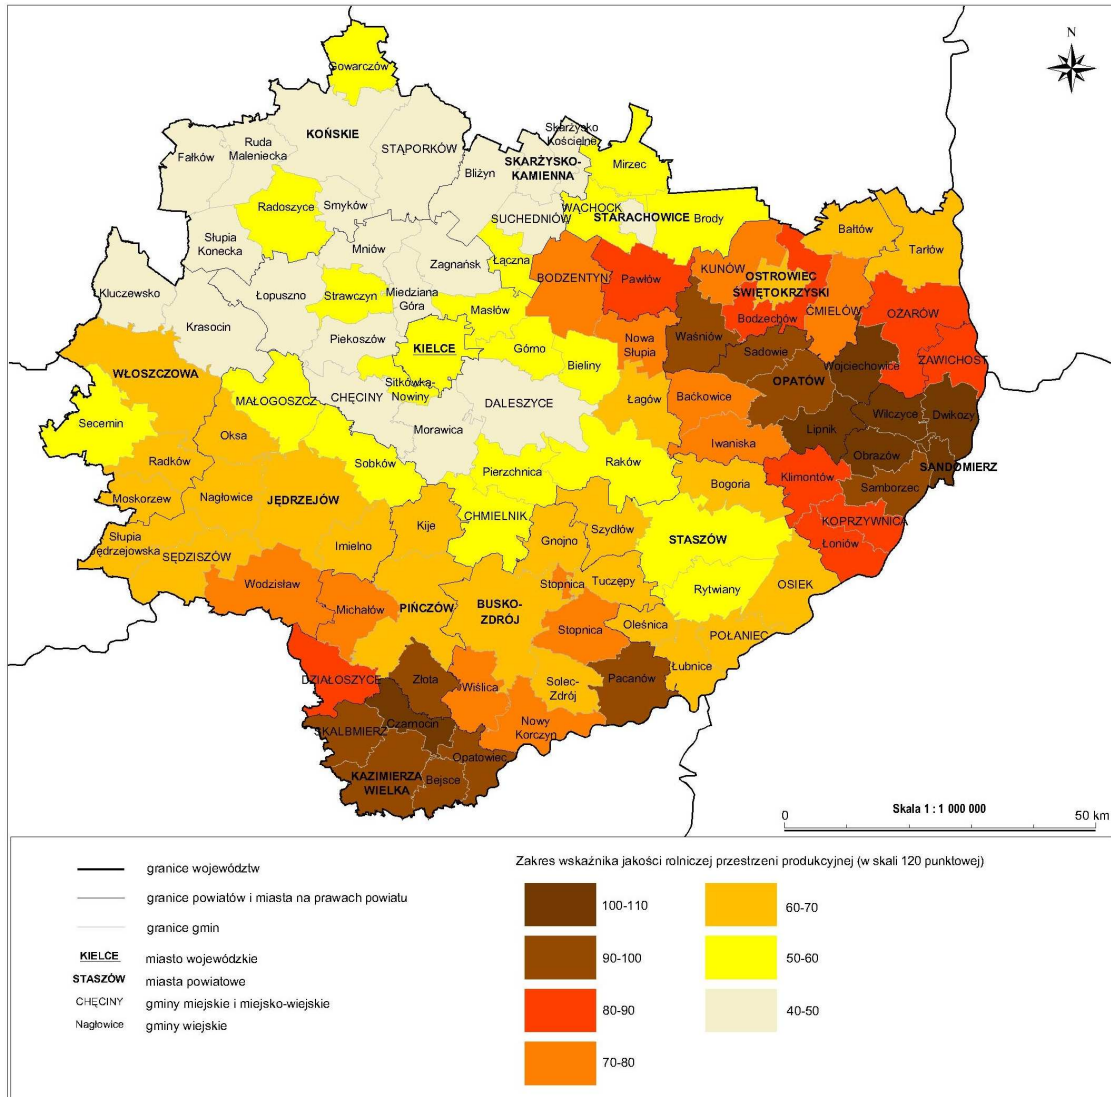 N
Gowarczów
KOŃSKIE
Ruda
Maleniecka
Fałków
STĄPORKÓW
Skarżysko
Kościelne
SKARŻYSKO-
KAMIENNA
Bliżyn
Mirzec
Radoszyce
Smyków
SUCHEDNIÓW
WĄCHOCK
STARACHOWICE
Brody
Bałtów
Tarłów
Słupia
Konecka
Mniów
Zagnańsk
Łączna
BODZENTYN
Pawłów
KUNÓW
OSTROWIEC
ŚWIĘTOKRZYSKI
Kluczewsko
Łopuszno
Strawczyn
Miedziana
Góra
Masłów
Bodzechów
ĆMIELÓW
OŻARÓW
Krasocin
Piekoszów
KIELCE
Górno
Nowa
Słupia
Waśniów
Sadowie
Wojciechowice
ZAWICHOST
WŁOSZCZOWA
Bieliny
OPATÓW
MAŁOGOSZCZ
CHĘCINY
Sitkówka-
Nowiny
DALESZYCE
Łagów
Baćkowice
Wilczyce
Dwikozy
Secemin
Oksa
Morawica
Lipnik
Iwaniska
Obrazów
SANDOMIERZ
Radków
Sobków
Pierzchnica
Raków
Bogoria
Klimontów
Samborzec
Moskorzew
Nagłowice
JĘDRZEJÓW
CHMIELNIK
KOPRZYWNICA
Słupia
Jędrzejowska
Kije
Gnojno
Szydłów
STASZÓW
Łoniów
SĘDZISZÓW
Imielno
Wodzisław
Stopnica
Tuczępy
Rytwiany
OSIEK
Michałów
PIŃCZÓW
BUSKO-
ZDRÓJ
Stopnica
Oleśnica
POŁANIEC
DZIAŁOSZYCE
Złota
Wiślica
Solec-
Zdrój
Pacanów
Łubnice
SKALBMIERZ
Czarnocin
Nowy
Korczyn
Opatowiec
KAZIMIERZA
WIELKA
Bejsce
Skala 1 : 1 000 000
0 50 km
granice województw
granice powiatów i miasta na prawach powiatu
granice gmin
KIELCE miasto wojewódzkie
STASZÓW miasta powiatowe
CHĘCINY gminy miejskie i miejsko-wiejskie
Nagłowice gminy wiejskie
Zakres wskaźnika jakości rolniczej przestrzeni produkcyjnej (w skali 120 punktowej)
100-110
90-100
80-90
70-80
60-70
50-60
40-50